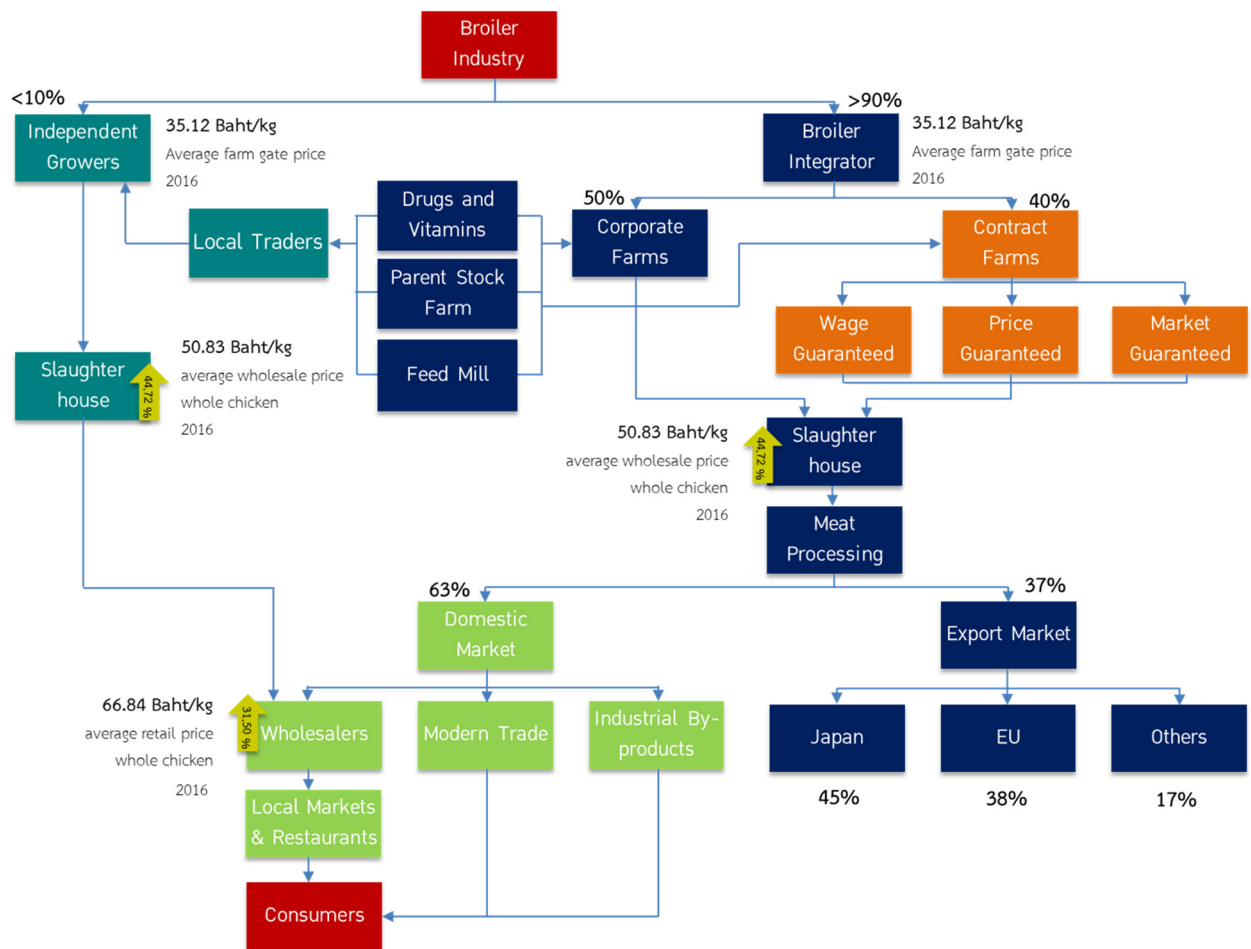 Broiler
Industry
<10%
>90%
Independent
Growers
35.12 Baht/kg
Average farm gate price
2016
Broiler
Integrator
35.12 Baht/kg
Average farm gate price
2016
Local Traders
Drugs and
Vitamins
50%
Corporate
Farms
40%
Contract
Farms
Parent Stock
Farm
Feed Mill
Wage
Guaranteed
Price
Guaranteed
Market
Guaranteed
Slaughter
house
44.72 %
50.83 Baht/kg
average wholesale price
whole chicken
2016
50.83 Baht/kg
average wholesale price
whole chicken
2016
44.72 %
Slaughter
house
Meat
Processing
63%
Domestic
Market
37%
Export Market
66.84 Baht/kg
average retail price
whole chicken
2016
31.50 %
Wholesalers
Modern Trade
Industrial By-
products
Japan
EU
Others
45%
38%
17%
Local Markets
& Restaurants
Consumers